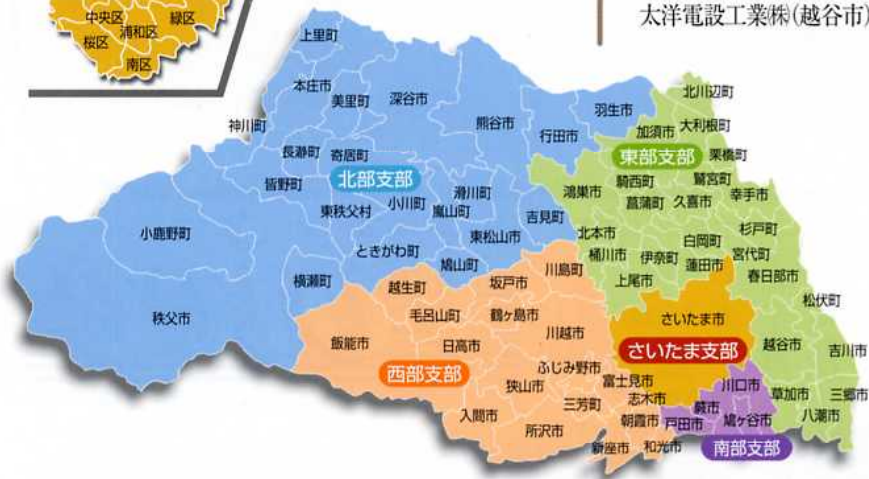 中央区
緑区
浦和区
桜区
南区
太洋電設工業㈱(越谷市)
上里町
本庄市
美里町
深谷市
神川町
熊谷市
行田市
羽生市
北川辺町
加須市
大利根町
東部支部
栗橋町
長瀞町
寄居町
北部支部
皆野町
滑川町
鴻巣市
騎西町
鷲宮町
幸手市
東秩父村
小川町
嵐山町
吉見町
菖蒲町
久喜市
小鹿野町
ときがわ町
東松山市
北本市
白岡町
杉戸町
鳩山町
桶川市
伊奈町
蓮田市
宮代町
横瀬町
越生町
坂戸市
川島町
上尾市
春日部市
松伏町
秩父市
毛呂山町
鶴ヶ島市
さいたま市
飯能市
日高市
川越市
さいたま支部
越谷市
吉川市
西部支部
ふじみ野市
狭山市
富士見市
川口市
三芳町
志木市
蕨市
草加市
三郷市
入間市
所沢市
朝霞市
戸田市
鳩ヶ谷市
八潮市
新座市
和光市
南部支部